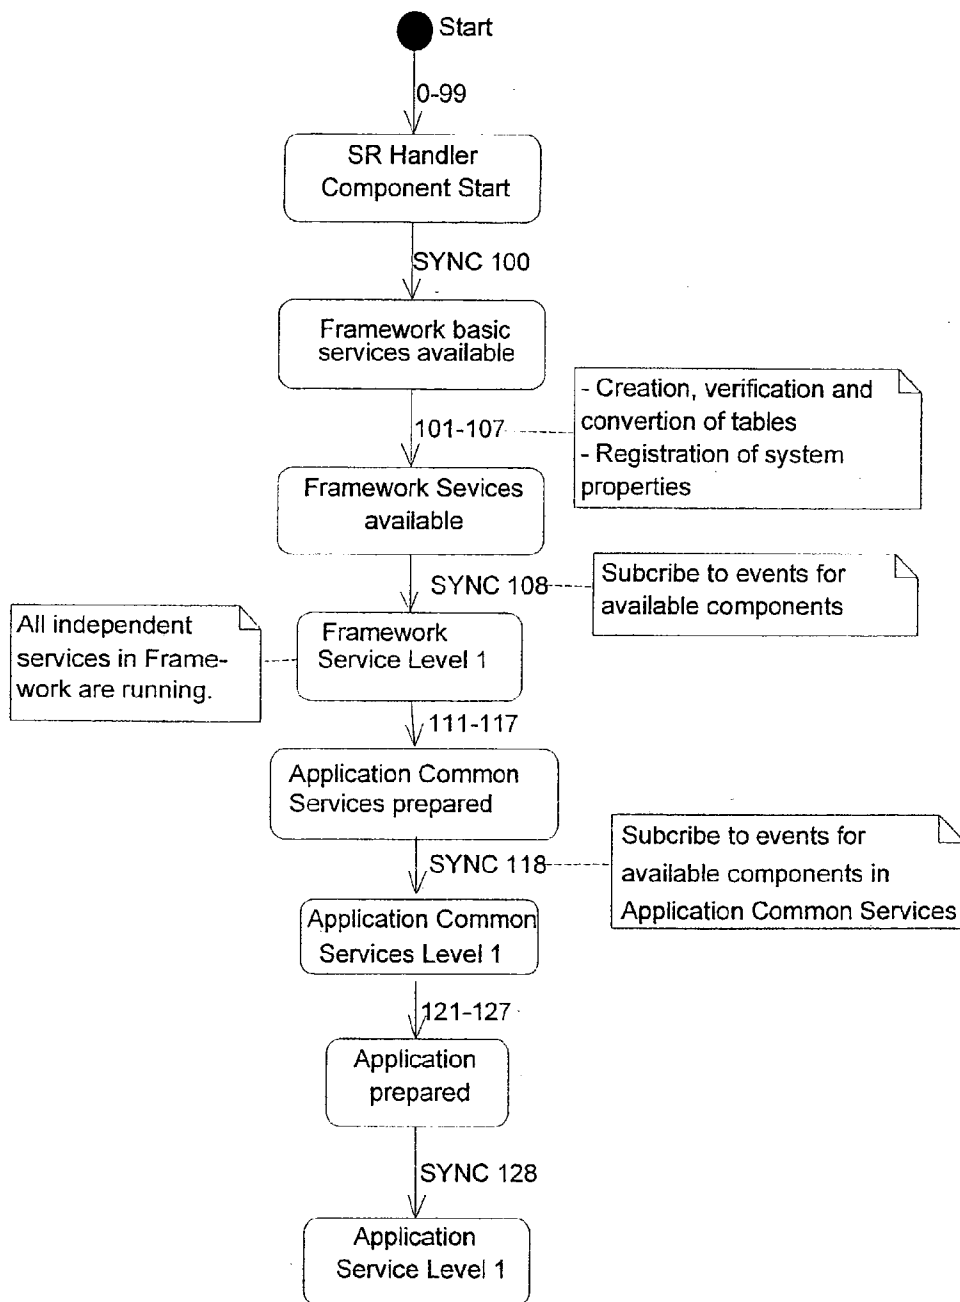 Start
0-99
SR Handler
Component Start
SYNC 100
Framework basic
services available
- Creation, verification and
convertion of tables
- Registration of system
properties
101-107
Framework Sevices
available
SYNC 108
Subcribe to events for
available components
All independent
services in Frame-
work are running.
Framework
Service Level 1
111-117
Application Common
Services prepared
SYNC 118
Subcribe to events for
available components in
Application Common Services
Application Common
Services Level 1
121-127
Application
prepared
SYNC 128
Application
Service Level 1